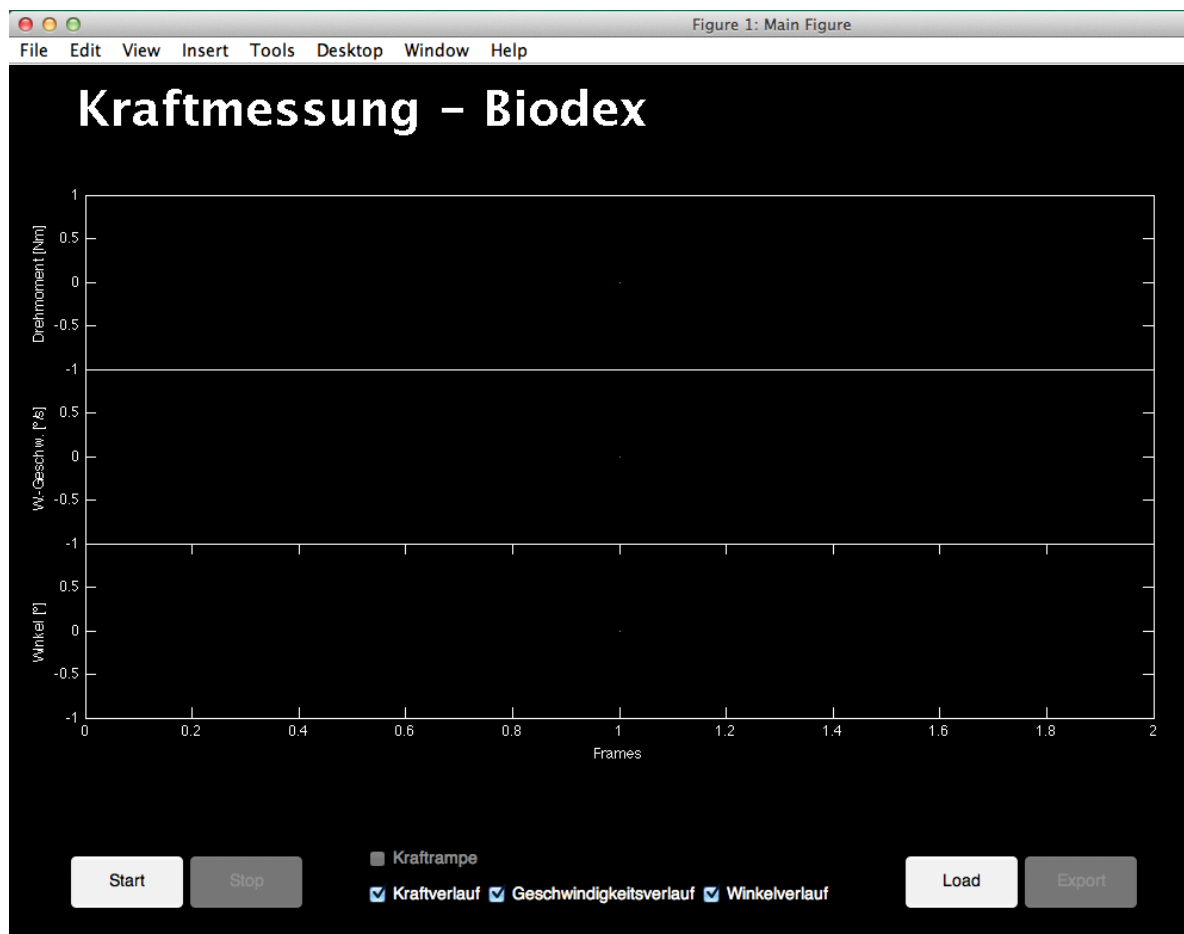 Figure 1: Main Figure
File Edit View Insert Tools Desktop Window Help
Kraftmessung - Biodex
1
0.5
0
-0.5
-1
Drehmoment [Nm]
0.5
0
-0.5
-1
W.-Geschw. [°/s]
0.5
0
-0.5
-1
Winkel [°]
0 0.2 0.4 0.6 0.8 1 1.2 1.4 1.6 1.8 2
Frames
Kraftrampe
Start Stop
Kraftverlauf Geschwindigkeitsverlauf Winkelverlauf
Load Export